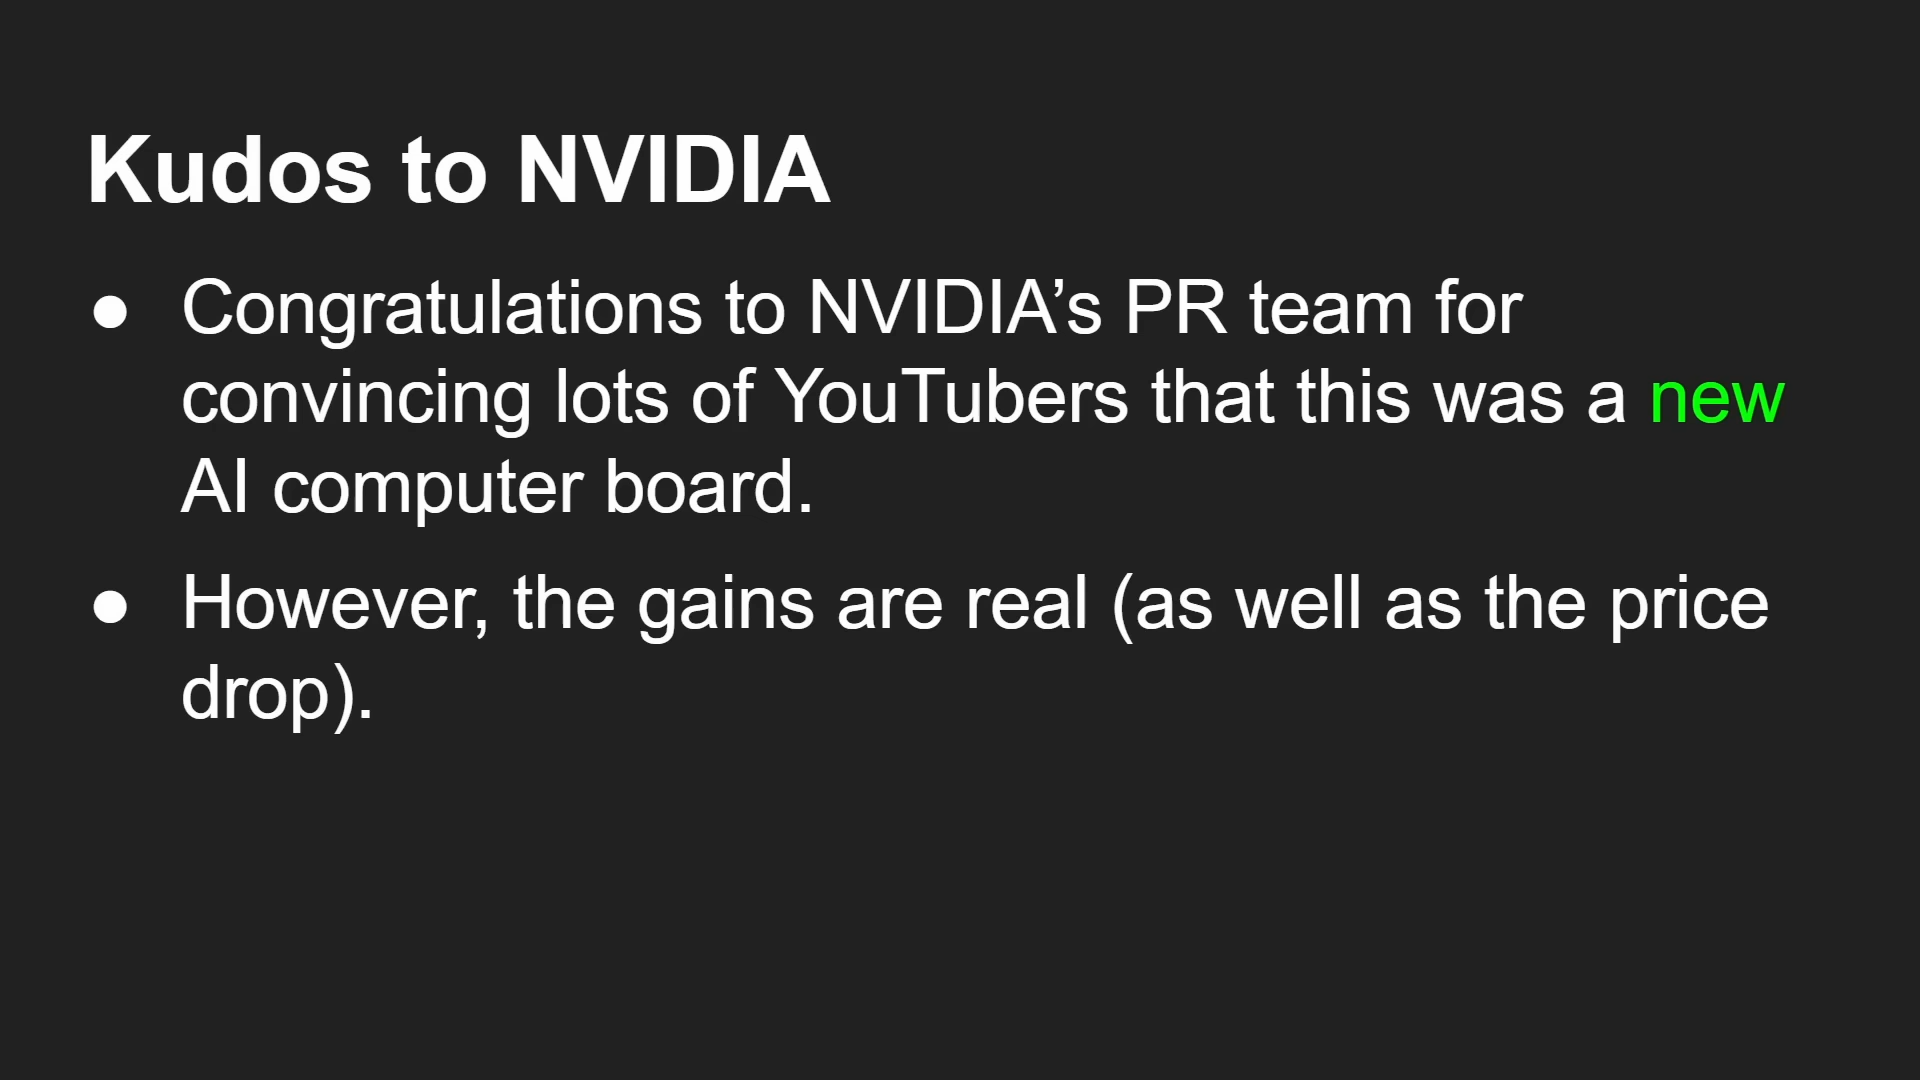 Kudos to NVIDIA
● Congratulations to NVIDIA’s PR team for
convincing lots of YouTubers that this was a new
AI computer board.
● However, the gains are real (as well as the price
drop).